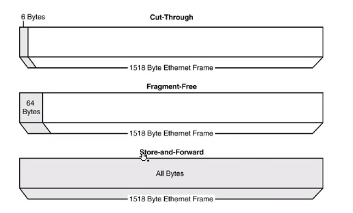 Cut-Through
6 Bytes
1518 Byte Ethernet Frame
Fragment-Free
64
Bytes
1518 Byte Ethernet Frame
Store-and-Forward
All Bytes
1518 Byte Ethernet Frame